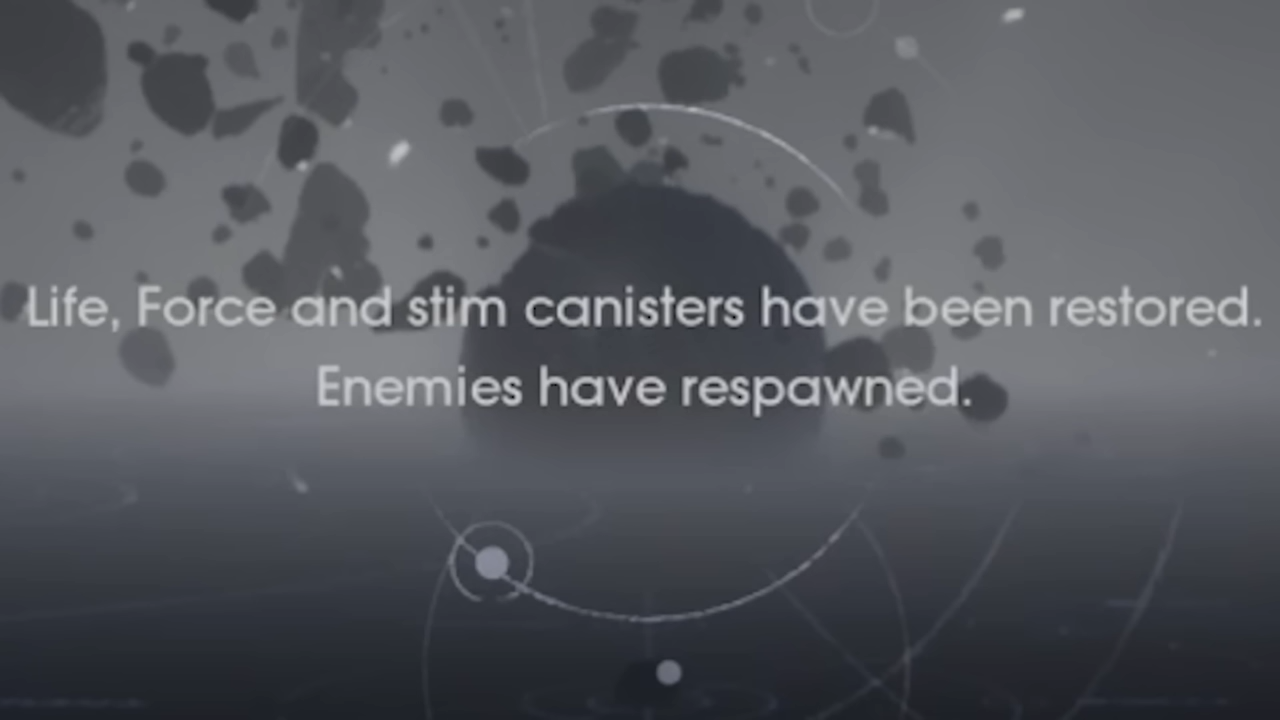 Life, Force and stim canisters have been restored.
Enemies have respawned.